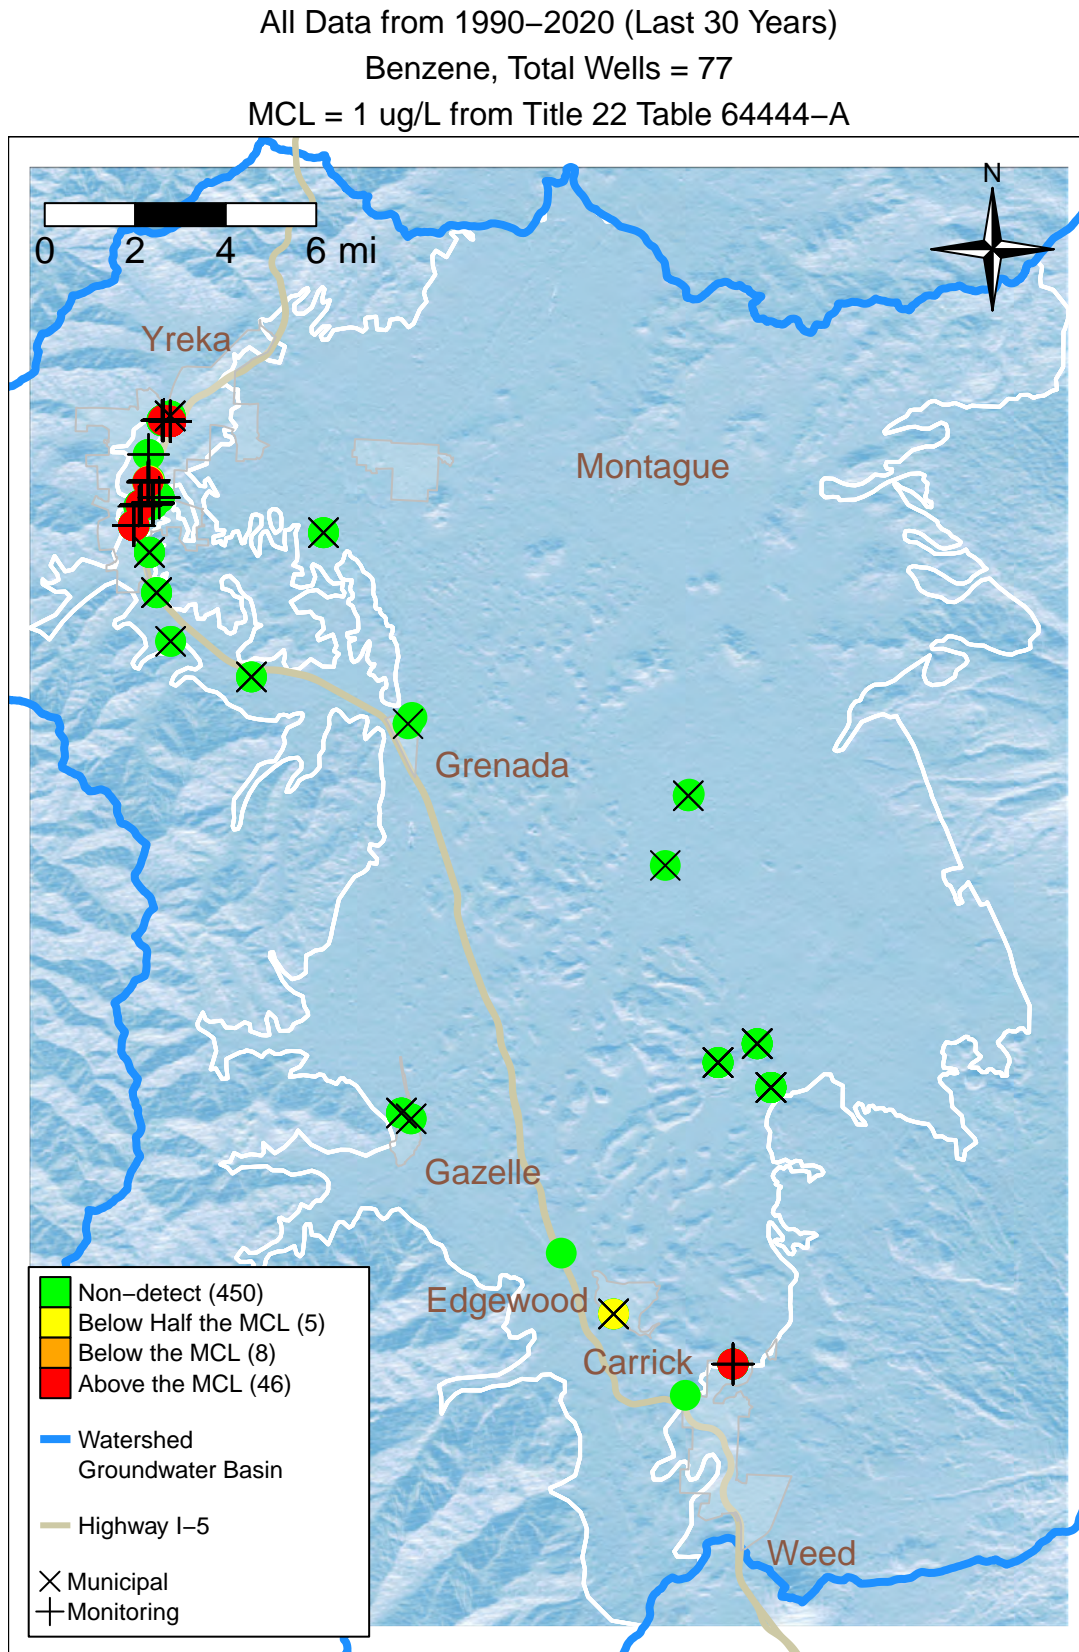 All Data from 1990−2020 (Last 30 Years)
Benzene, Total Wells = 77
MCL = 1 ug/L from Title 22 Table 64444−A
N
0 2 4 6 mi
Yreka
Montague
Grenada
Gazelle
Edgewood
Carrick
Weed
Non−detect (450)
Below Half the MCL (5)
Below the MCL (8)
Above the MCL (46)
Watershed
Groundwater Basin
Highway I−5
Municipal
Monitoring